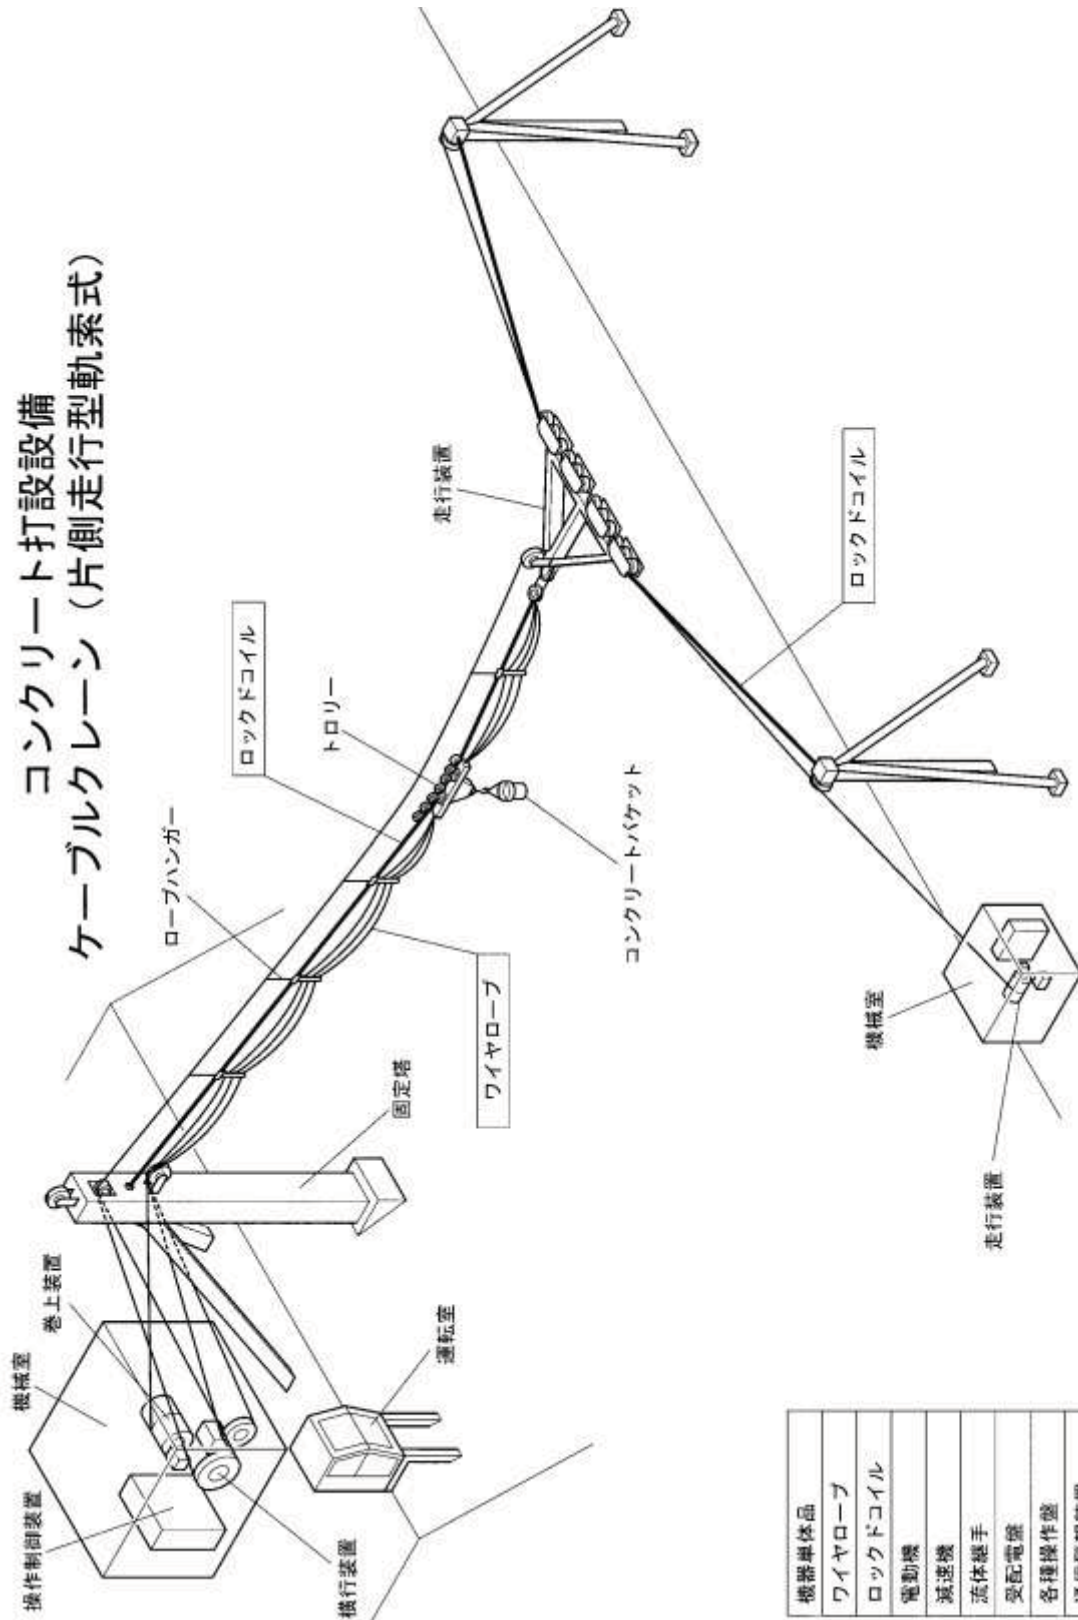 コンクリート打設設備
ケーブルクレーン（片側走行型軌索式）
操作制御装置
機械室
巻上装置
横行装置
運転室
固定塔
ロープハンガー
ワイヤロープ
ロックドコイル
トロリー
コンクリートバケット
走行装置
ロックドコイル
機械室
走行装置
機器単体品
ワイヤロープ
ロックドコイル
電動機
減速機
流体継手
受配電盤
各種操作盤